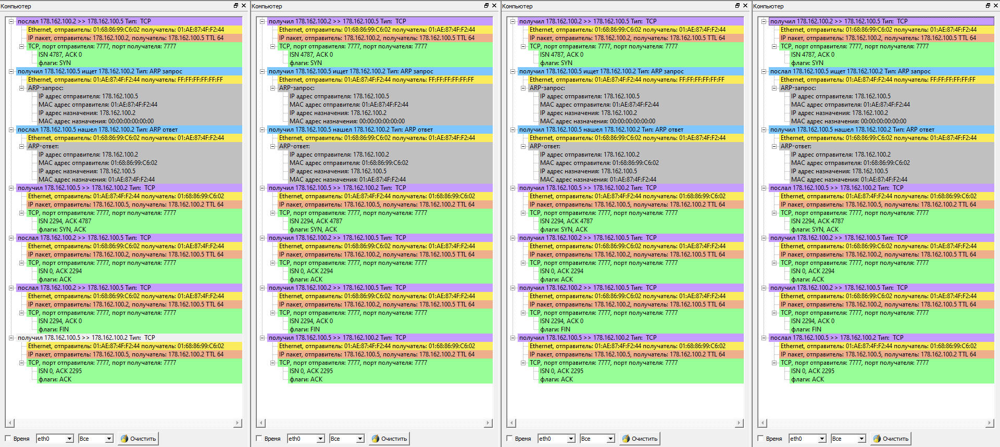 Компьютер
послал 178.162.100.2 >> 178.162.100.5 Тип: TCP
Ethernet, отправитель: 01:68:86:99:C6:02 получатель: 01:AE:87:4F:F2:44
IP пакет, отправитель: 178.162.100.2, получатель: 178.162.100.5 TTL 64
TCP, порт отправителя: 7777, порт получателя: 7777
ISN 4787, ACK 0
флаги: SYN
получил 178.162.100.5 ищет 178.162.100.2 Тип: ARP запрос
Ethernet, отправитель: 01:AE:87:4F:F2:44 получатель: FF:FF:FF:FF:FF:FF
ARP-запрос:
IP адрес отправителя: 178.162.100.5
MAC адрес отправителя: 01:AE:87:4F:F2:44
IP адрес назначения: 178.162.100.2
MAC адрес назначения: 00:00:00:00:00:00
послал 178.162.100.5 нашел 178.162.100.2 Тип: ARP ответ
Ethernet, отправитель: 01:68:86:99:C6:02 получатель: 01:AE:87:4F:F2:44
ARP-ответ:
IP адрес отправителя: 178.162.100.2
MAC адрес отправителя: 01:68:86:99:C6:02
IP адрес назначения: 178.162.100.5
MAC адрес назначения: 01:AE:87:4F:F2:44
получил 178.162.100.5 >> 178.162.100.2 Тип: TCP
Ethernet, отправитель: 01:AE:87:4F:F2:44 получатель: 01:68:86:99:C6:02
IP пакет, отправитель: 178.162.100.5, получатель: 178.162.100.2 TTL 64
TCP, порт отправителя: 7777, порт получателя: 7777
ISN 2294, ACK 4787
флаги: SYN, ACK
послал 178.162.100.2 >> 178.162.100.5 Тип: TCP
Ethernet, отправитель: 01:68:86:99:C6:02 получатель: 01:AE:87:4F:F2:44
IP пакет, отправитель: 178.162.100.2, получатель: 178.162.100.5 TTL 64
TCP, порт отправителя: 7777, порт получателя: 7777
ISN 0, ACK 2294
флаги: ACK
послал 178.162.100.2 >> 178.162.100.5 Тип: TCP
Ethernet, отправитель: 01:68:86:99:C6:02 получатель: 01:AE:87:4F:F2:44
IP пакет, отправитель: 178.162.100.2, получатель: 178.162.100.5 TTL 64
TCP, порт отправителя: 7777, порт получателя: 7777
ISN 2294, ACK 0
флаги: FIN
получил 178.162.100.5 >> 178.162.100.2 Тип: TCP
Ethernet, отправитель: 01:AE:87:4F:F2:44 получатель: 01:68:86:99:C6:02
IP пакет, отправитель: 178.162.100.5, получатель: 178.162.100.2 TTL 64
TCP, порт отправителя: 7777, порт получателя: 7777
ISN 0, ACK 2295
флаги: ACK
Время eth0 Все Очистить
Компьютер
получил 178.162.100.2 >> 178.162.100.5 Тип: TCP
Ethernet, отправитель: 01:68:86:99:C6:02 получатель: 01:AE:87:4F:F2:44
IP пакет, отправитель: 178.162.100.2, получатель: 178.162.100.5 TTL 64
TCP, порт отправителя: 7777, порт получателя: 7777
ISN 4787, ACK 0
флаги: SYN
получил 178.162.100.5 ищет 178.162.100.2 Тип: ARP запрос
Ethernet, отправитель: 01:AE:87:4F:F2:44 получатель: FF:FF:FF:FF:FF:FF
ARP-запрос:
IP адрес отправителя: 178.162.100.5
MAC адрес отправителя: 01:AE:87:4F:F2:44
IP адрес назначения: 178.162.100.2
MAC адрес назначения: 00:00:00:00:00:00
получил 178.162.100.5 нашел 178.162.100.2 Тип: ARP ответ
Ethernet, отправитель: 01:68:86:99:C6:02 получатель: 01:AE:87:4F:F2:44
ARP-ответ:
IP адрес отправителя: 178.162.100.2
MAC адрес отправителя: 01:68:86:99:C6:02
IP адрес назначения: 178.162.100.5
MAC адрес назначения: 01:AE:87:4F:F2:44
получил 178.162.100.5 >> 178.162.100.2 Тип: TCP
Ethernet, отправитель: 01:AE:87:4F:F2:44 получатель: 01:68:86:99:C6:02
IP пакет, отправитель: 178.162.100.5, получатель: 178.162.100.2 TTL 64
TCP, порт отправителя: 7777, порт получателя: 7777
ISN 2294, ACK 4787
флаги: SYN, ACK
получил 178.162.100.2 >> 178.162.100.5 Тип: TCP
Ethernet, отправитель: 01:68:86:99:C6:02 получатель: 01:AE:87:4F:F2:44
IP пакет, отправитель: 178.162.100.2, получатель: 178.162.100.5 TTL 64
TCP, порт отправителя: 7777, порт получателя: 7777
ISN 0, ACK 2294
флаги: ACK
получил 178.162.100.2 >> 178.162.100.5 Тип: TCP
Ethernet, отправитель: 01:68:86:99:C6:02 получатель: 01:AE:87:4F:F2:44
IP пакет, отправитель: 178.162.100.2, получатель: 178.162.100.5 TTL 64
TCP, порт отправителя: 7777, порт получателя: 7777
ISN 2294, ACK 0
флаги: FIN
получил 178.162.100.5 >> 178.162.100.2 Тип: TCP
Ethernet, отправитель: 01:AE:87:4F:F2:44 получатель: 01:68:86:99:C6:02
IP пакет, отправитель: 178.162.100.5, получатель: 178.162.100.2 TTL 64
TCP, порт отправителя: 7777, порт получателя: 7777
ISN 0, ACK 2295
флаги: ACK
Время eth0 Все Очистить
Компьютер
получил 178.162.100.2 >> 178.162.100.5 Тип: TCP
Ethernet, отправитель: 01:68:86:99:C6:02 получатель: 01:AE:87:4F:F2:44
IP пакет, отправитель: 178.162.100.2, получатель: 178.162.100.5 TTL 64
TCP, порт отправителя: 7777, порт получателя: 7777
ISN 4787, ACK 0
флаги: SYN
получил 178.162.100.5 ищет 178.162.100.2 Тип: ARP запрос
Ethernet, отправитель: 01:AE:87:4F:F2:44 получатель: FF:FF:FF:FF:FF:FF
ARP-запрос:
IP адрес отправителя: 178.162.100.5
MAC адрес отправителя: 01:AE:87:4F:F2:44
IP адрес назначения: 178.162.100.2
MAC адрес назначения: 00:00:00:00:00:00
получил 178.162.100.5 нашел 178.162.100.2 Тип: ARP ответ
Ethernet, отправитель: 01:68:86:99:C6:02 получатель: 01:AE:87:4F:F2:44
ARP-ответ:
IP адрес отправителя: 178.162.100.2
MAC адрес отправителя: 01:68:86:99:C6:02
IP адрес назначения: 178.162.100.5
MAC адрес назначения: 01:AE:87:4F:F2:44
получил 178.162.100.5 >> 178.162.100.2 Тип: TCP
Ethernet, отправитель: 01:AE:87:4F:F2:44 получатель: 01:68:86:99:C6:02
IP пакет, отправитель: 178.162.100.5, получатель: 178.162.100.2 TTL 64
TCP, порт отправителя: 7777, порт получателя: 7777
ISN 2294, ACK 4787
флаги: SYN, ACK
получил 178.162.100.2 >> 178.162.100.5 Тип: TCP
Ethernet, отправитель: 01:68:86:99:C6:02 получатель: 01:AE:87:4F:F2:44
IP пакет, отправитель: 178.162.100.2, получатель: 178.162.100.5 TTL 64
TCP, порт отправителя: 7777, порт получателя: 7777
ISN 0, ACK 2294
флаги: ACK
получил 178.162.100.2 >> 178.162.100.5 Тип: TCP
Ethernet, отправитель: 01:68:86:99:C6:02 получатель: 01:AE:87:4F:F2:44
IP пакет, отправитель: 178.162.100.2, получатель: 178.162.100.5 TTL 64
TCP, порт отправителя: 7777, порт получателя: 7777
ISN 2294, ACK 0
флаги: FIN
получил 178.162.100.5 >> 178.162.100.2 Тип: TCP
Ethernet, отправитель: 01:AE:87:4F:F2:44 получатель: 01:68:86:99:C6:02
IP пакет, отправитель: 178.162.100.5, получатель: 178.162.100.2 TTL 64
TCP, порт отправителя: 7777, порт получателя: 7777
ISN 0, ACK 2295
флаги: ACK
Время eth0 Все Очистить
Компьютер
получил 178.162.100.2 >> 178.162.100.5 Тип: TCP
Ethernet, отправитель: 01:68:86:99:C6:02 получатель: 01:AE:87:4F:F2:44
IP пакет, отправитель: 178.162.100.2, получатель: 178.162.100.5 TTL 64
TCP, порт отправителя: 7777, порт получателя: 7777
ISN 4787, ACK 0
флаги: SYN
послал 178.162.100.5 ищет 178.162.100.2 Тип: ARP запрос
Ethernet, отправитель: 01:AE:87:4F:F2:44 получатель: FF:FF:FF:FF:FF:FF
ARP-запрос:
IP адрес отправителя: 178.162.100.5
MAC адрес отправителя: 01:AE:87:4F:F2:44
IP адрес назначения: 178.162.100.2
MAC адрес назначения: 00:00:00:00:00:00
получил 178.162.100.5 нашел 178.162.100.2 Тип: ARP ответ
Ethernet, отправитель: 01:68:86:99:C6:02 получатель: 01:AE:87:4F:F2:44
ARP-ответ:
IP адрес отправителя: 178.162.100.2
MAC адрес отправителя: 01:68:86:99:C6:02
IP адрес назначения: 178.162.100.5
MAC адрес назначения: 01:AE:87:4F:F2:44
послал 178.162.100.5 >> 178.162.100.2 Тип: TCP
Ethernet, отправитель: 01:AE:87:4F:F2:44 получатель: 01:68:86:99:C6:02
IP пакет, отправитель: 178.162.100.5, получатель: 178.162.100.2 TTL 64
TCP, порт отправителя: 7777, порт получателя: 7777
ISN 2294, ACK 4787
флаги: SYN, ACK
получил 178.162.100.2 >> 178.162.100.5 Тип: TCP
Ethernet, отправитель: 01:68:86:99:C6:02 получатель: 01:AE:87:4F:F2:44
IP пакет, отправитель: 178.162.100.2, получатель: 178.162.100.5 TTL 64
TCP, порт отправителя: 7777, порт получателя: 7777
ISN 0, ACK 2294
флаги: ACK
получил 178.162.100.2 >> 178.162.100.5 Тип: TCP
Ethernet, отправитель: 01:68:86:99:C6:02 получатель: 01:AE:87:4F:F2:44
IP пакет, отправитель: 178.162.100.2, получатель: 178.162.100.5 TTL 64
TCP, порт отправителя: 7777, порт получателя: 7777
ISN 2294, ACK 0
флаги: FIN
послал 178.162.100.5 >> 178.162.100.2 Тип: TCP
Ethernet, отправитель: 01:AE:87:4F:F2:44 получатель: 01:68:86:99:C6:02
IP пакет, отправитель: 178.162.100.5, получатель: 178.162.100.2 TTL 64
TCP, порт отправителя: 7777, порт получателя: 7777
ISN 0, ACK 2295
флаги: ACK
Время eth0 Все Очистить